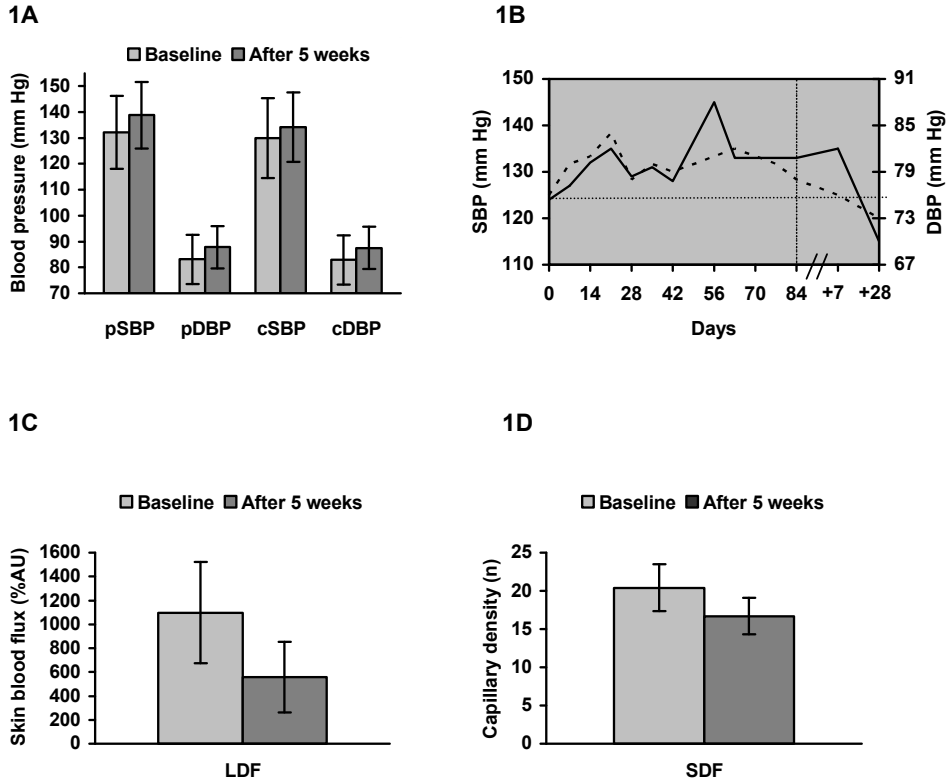 1A
Baseline After 5 weeks
Blood pressure (mm Hg)
150
140
130
120
110
100
90
80
70
pSBP pDBP cSBP cDBP
1B
SBP (mm Hg)
150
140
130
120
110
DBP (mm Hg)
91
85
79
73
67
0 14 28 42 56 70 84 +7 +28
Days
1C
Baseline After 5 weeks
Skin blood flux (%AU)
1600
1400
1200
1000
800
600
400
200
0
LDF
1D
Baseline After 5 weeks
Capillary density (n)
25
20
15
10
5
0
SDF